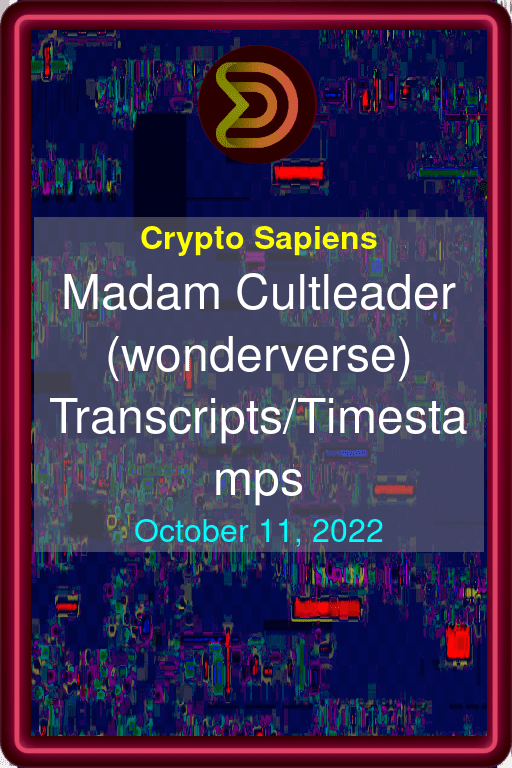 Crypto Sapiens
Madam Cultleader
(wonderverse)
Transcripts/Timesta
mps
October 11, 2022